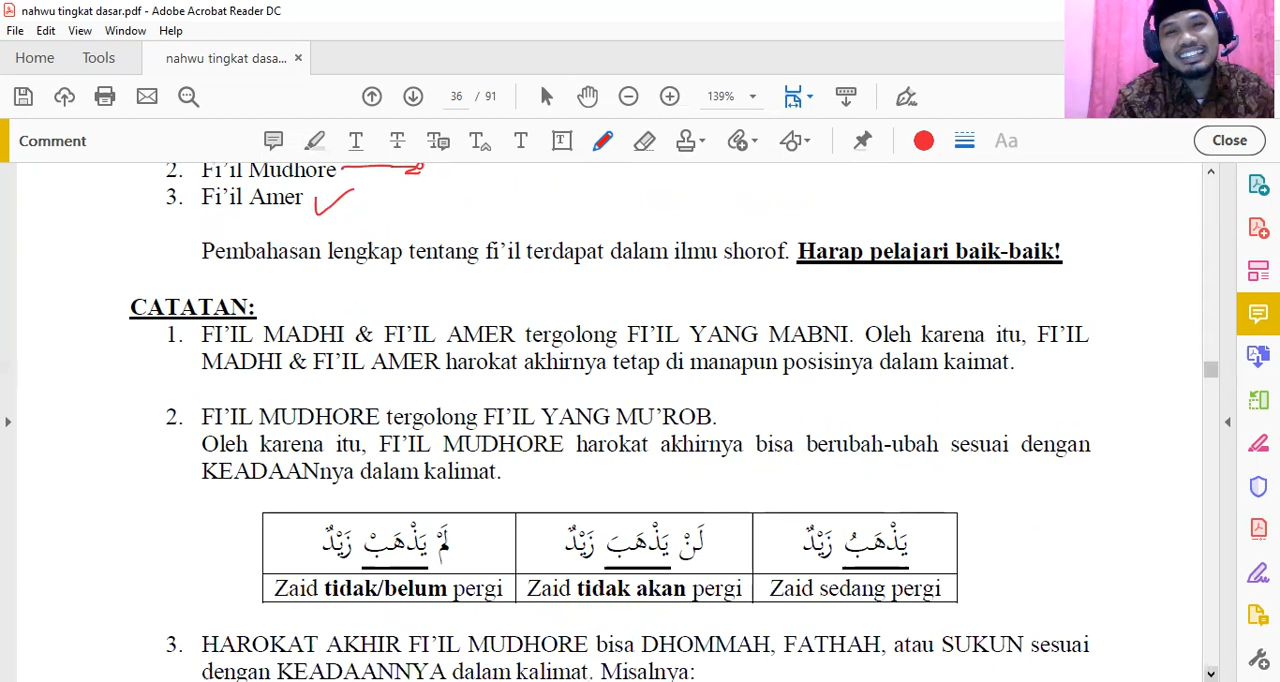 nahwu tingkat dasar.pdf - Adobe Acrobat Reader DC
File Edit View Window Help
Home Tools nahwu tingkat dasa... ×
36 / 91 139%
Comment Aa Close
2. Fi’il Mudhore
3. Fi’il Amer
Pembahasan lengkap tentang fi’il terdapat dalam ilmu shorof. Harap pelajari baik-baik!
CATATAN:
1. FI’IL MADHI & FI’IL AMER tergolong FI’IL YANG MABNI. Oleh karena itu, FI’IL
MADHI & FI’IL AMER harokat akhirnya tetap di manapun posisinya dalam kaimat.
2. FI’IL MUDHORE tergolong FI’IL YANG MU’ROB.
Oleh karena itu, FI’IL MUDHORE harokat akhirnya bisa berubah-ubah sesuai dengan
KEADAANnya dalam kalimat.
يَذْهَبُ زَيْدٌ لَنْ يَذْهَبَ زَيْدٌ لَمْ يَذْهَبْ زَيْدٌ
Zaid tidak/belum pergi Zaid tidak akan pergi Zaid sedang pergi
3. HAROKAT AKHIR FI’IL MUDHORE bisa DHOMMAH, FATHAH, atau SUKUN sesuai
dengan KEADAANNYA dalam kalimat. Misalnya: